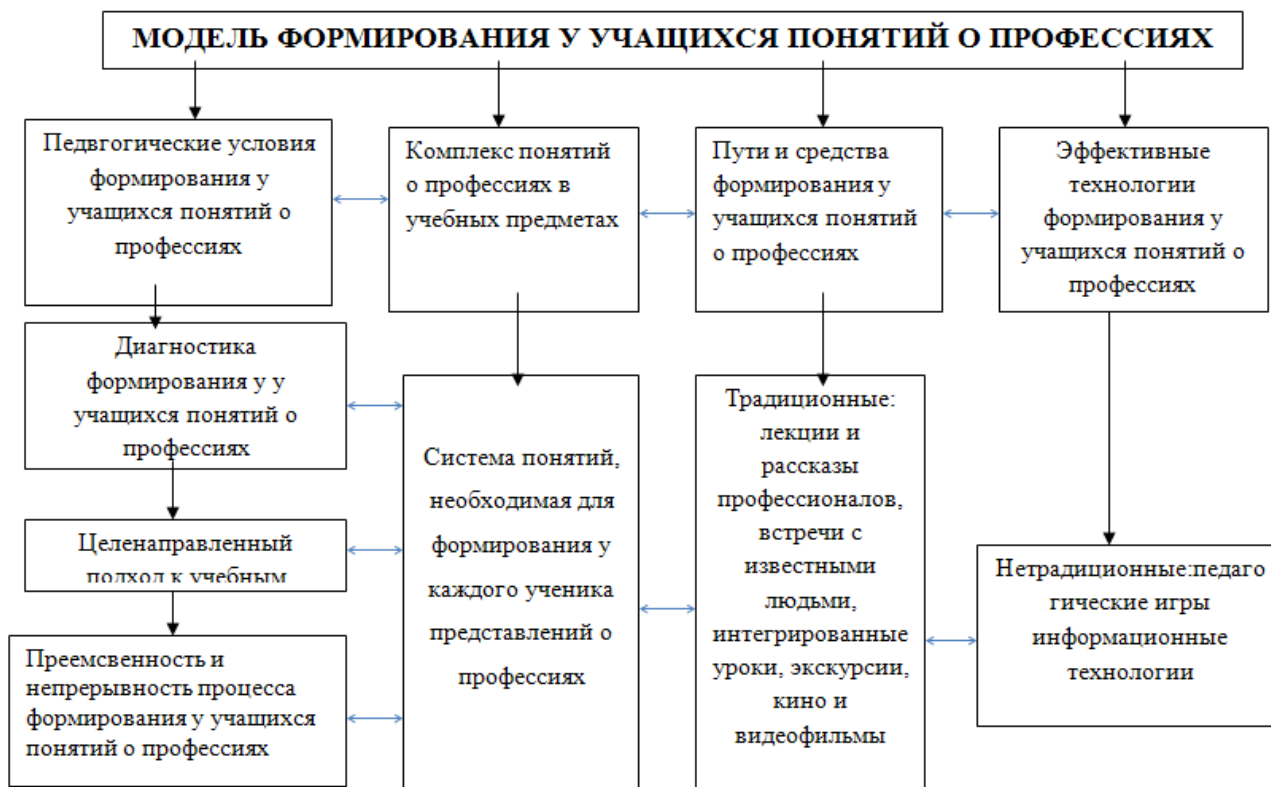 МОДЕЛЬ ФОРМИРОВАНИЯ У УЧАЩИХСЯ ПОНЯТИЙ О ПРОФЕССИЯХ
Педвгогические условия
формирования у
учащихся понятий о
профессиях
Комплекс понятий
о профессиях в
учебных предметах
Пути и средства
формирования у
учащихся понятий
о профессиях
Эффективные
технологии
формирования у
учащихся понятий о
профессиях
Диагностика
формирования у у
учащихся понятий о
профессиях
Целенаправленный
подход к учебным
Преемсвенность и
непрерывность процесса
формирования у учащихся
понятий о профессиях
Система понятий,
необходимая для
формирования у
каждого ученика
представлений о
профессиях
Традиционные:
лекции и
рассказы
профессионалов,
встречи с
известными
людьми,
интегрированные
уроки, экскурсии,
кино и
видеофильмы
Нетрадиционные:педаго
гические игры
информационные
технологии